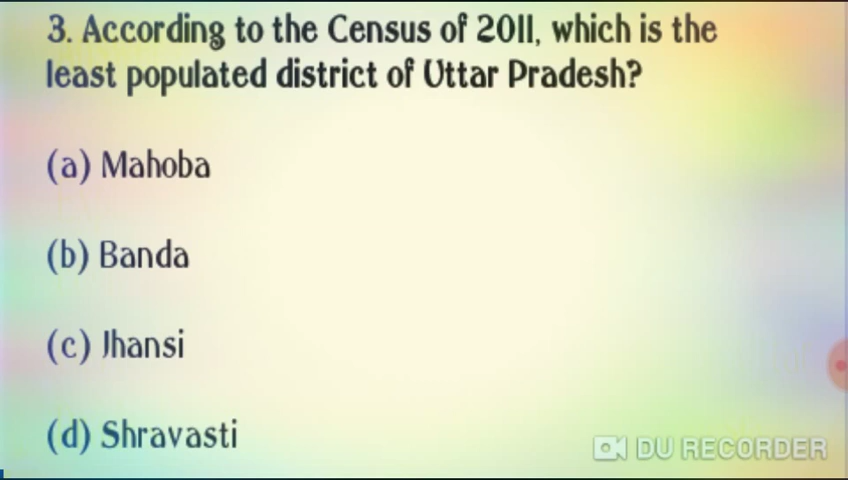 3. According to the Census of 2011, which is the
least populated district of Uttar Pradesh?
(a) Mahoba
(b) Banda
(c) Jhansi
(d) Shravasti
DU RECORDER